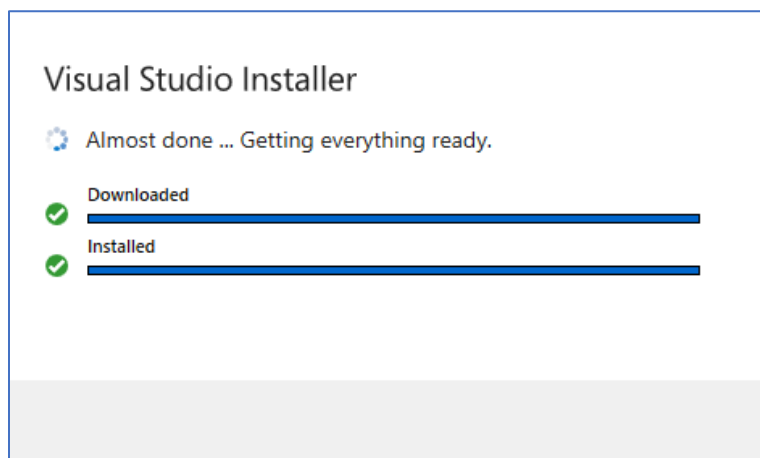 Visual Studio Installer
Almost done ... Getting everything ready.
Downloaded
Installed